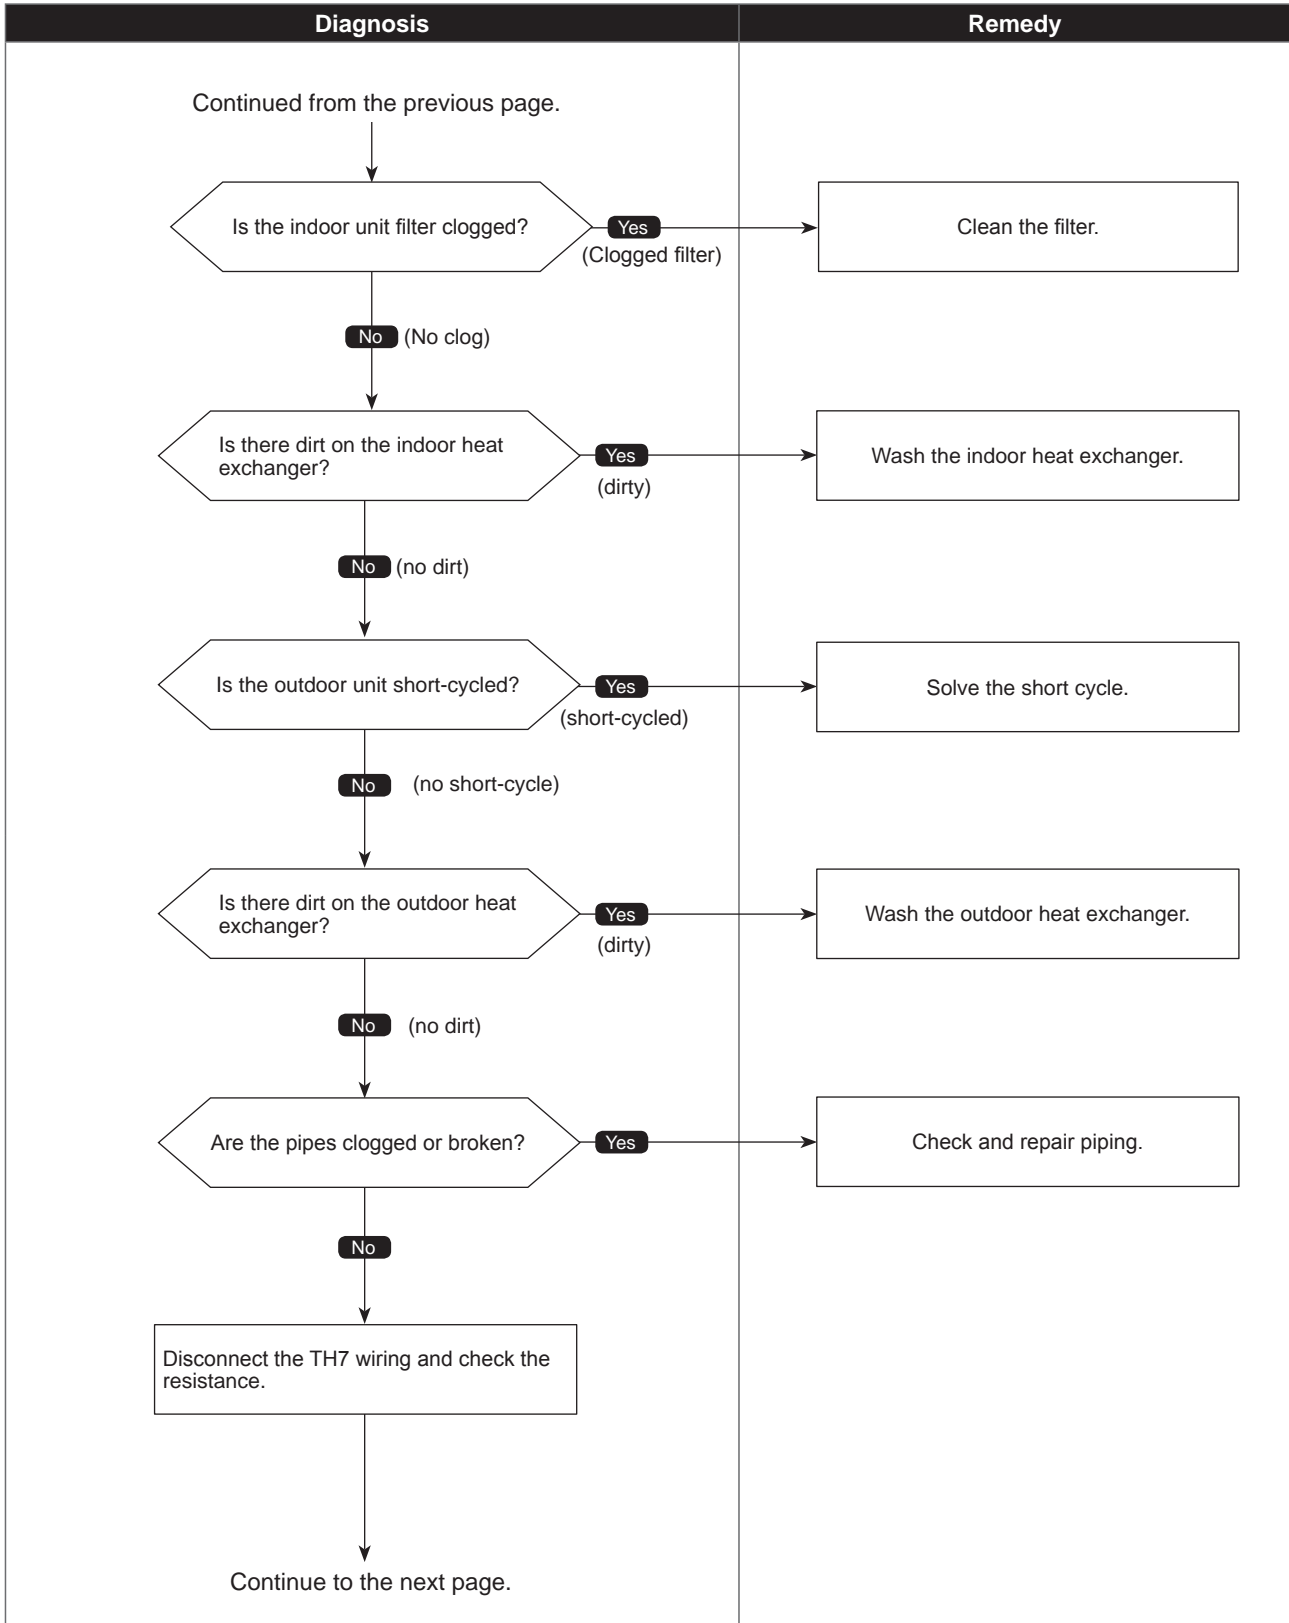 Diagnosis
Remedy
Continued from the previous page.
Is the indoor unit filter clogged?
Yes
(Clogged filter)
Clean the filter.
No (No clog)
Is there dirt on the indoor heat
exchanger?
Yes
(dirty)
Wash the indoor heat exchanger.
No (no dirt)
Is the outdoor unit short-cycled?
Yes
(short-cycled)
Solve the short cycle.
No (no short-cycle)
Is there dirt on the outdoor heat
exchanger?
Yes
(dirty)
Wash the outdoor heat exchanger.
No (no dirt)
Are the pipes clogged or broken?
Yes
Check and repair piping.
No
Disconnect the TH7 wiring and check the
resistance.
Continue to the next page.